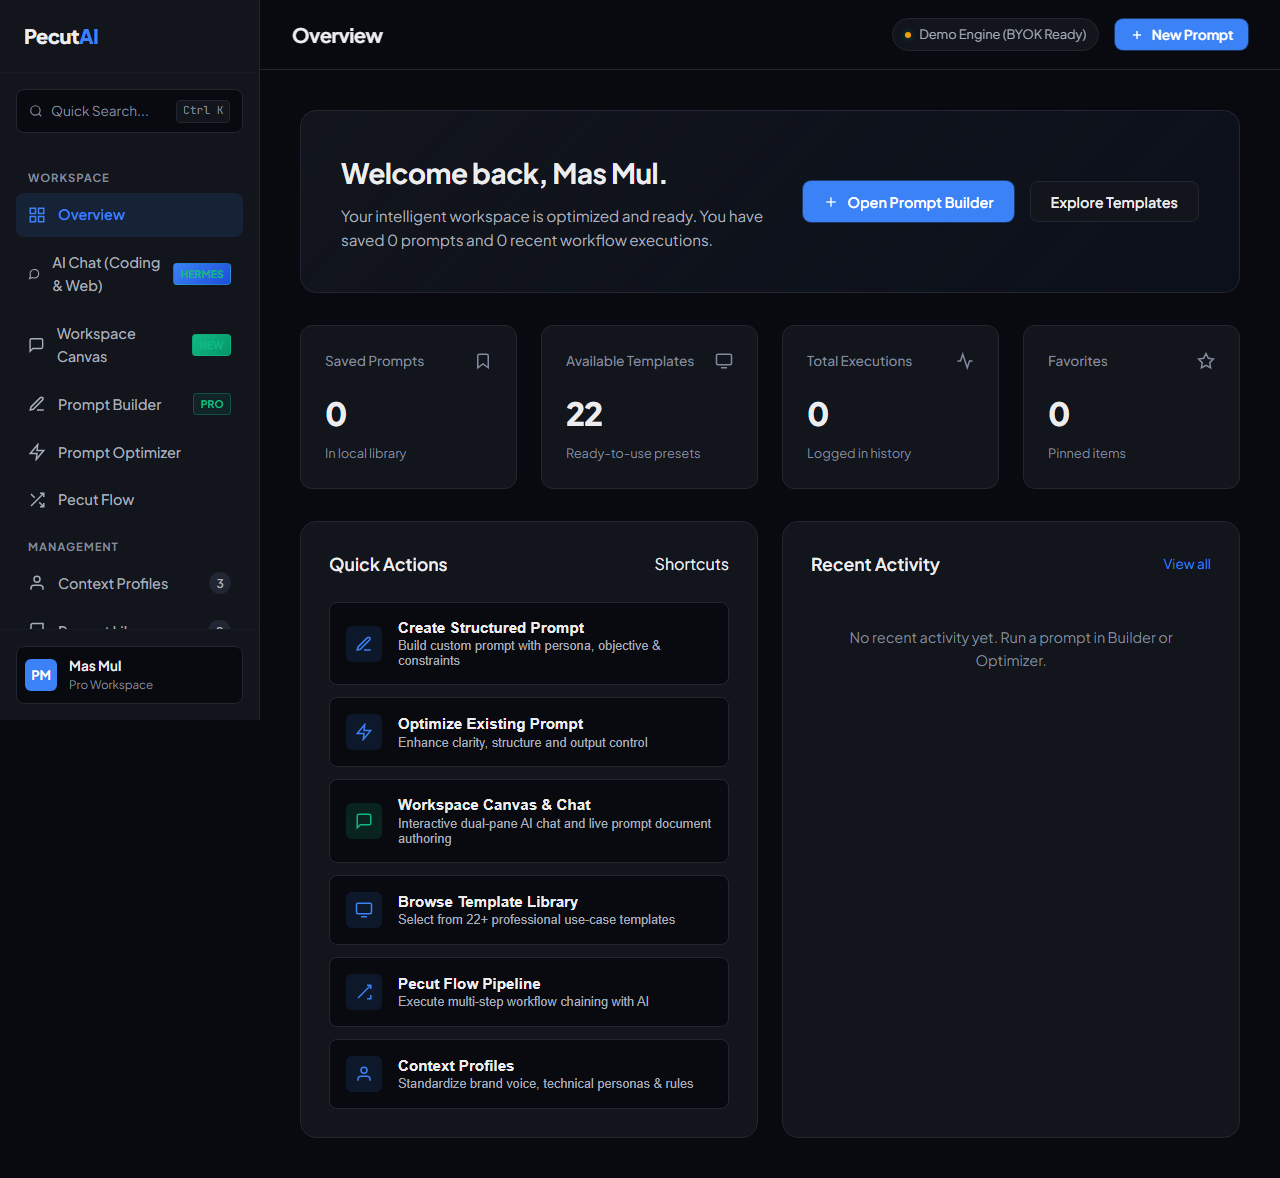 PecutAI
Overview
Demo Engine (BYOK Ready)
+ New Prompt
Quick Search...
Ctrl K
WORKSPACE
Overview
AI Chat (Coding
& Web)
HERMES
Workspace
Canvas
NEW
Prompt Builder
PRO
Prompt Optimizer
Pecut Flow
MANAGEMENT
Context Profiles
3
PM
Mas Mul
Pro Workspace
Welcome back, Mas Mul.
Your intelligent workspace is optimized and ready. You have
saved 0 prompts and 0 recent workflow executions.
+ Open Prompt Builder
Explore Templates
Saved Prompts
0
In local library
Available Templates
22
Ready-to-use presets
Total Executions
0
Logged in history
Favorites
0
Pinned items
Quick Actions
Shortcuts
Create Structured Prompt
Build custom prompt with persona, objective &
constraints
Optimize Existing Prompt
Enhance clarity, structure and output control
Workspace Canvas & Chat
Interactive dual-pane AI chat and live prompt document
authoring
Browse Template Library
Select from 22+ professional use-case templates
Pecut Flow Pipeline
Execute multi-step workflow chaining with AI
Context Profiles
Standardize brand voice, technical personas & rules
Recent Activity
View all
No recent activity yet. Run a prompt in Builder or
Optimizer.